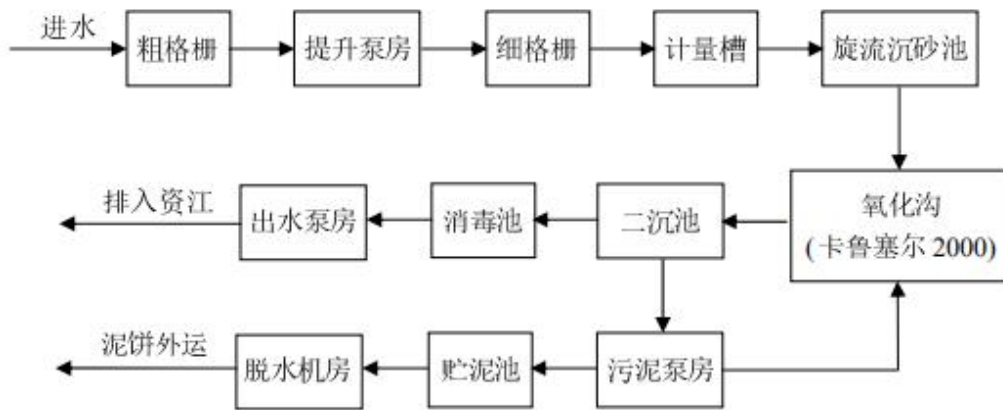 进水
粗格栅
提升泵房
细格栅
计量槽
旋流沉砂池
排入资江
出水泵房
消毒池
二沉池
氧化沟
(卡鲁塞尔 2000)
泥饼外运
脱水机房
贮泥池
污泥泵房